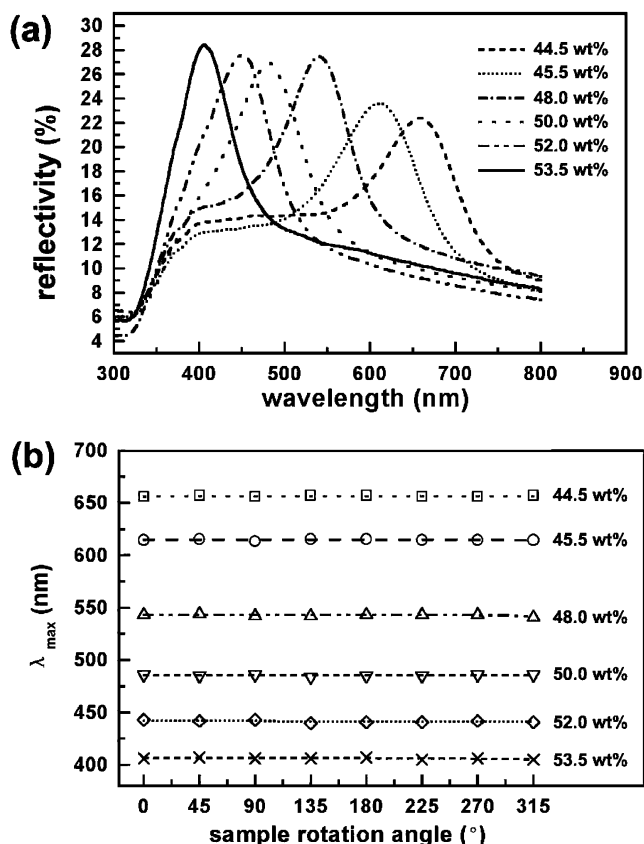 (a)
28
26
24
22
20
18
16
14
12
10
8
6
4
reflectivity (%)
44.5 wt%
45.5 wt%
48.0 wt%
50.0 wt%
52.0 wt%
53.5 wt%
300 400 500 600 700 800 900
wavelength (nm)
(b)
700
650
600
550
500
450
400
λ max (nm)
44.5 wt%
45.5 wt%
48.0 wt%
50.0 wt%
52.0 wt%
53.5 wt%
0 45 90 135 180 225 270 315
sample rotation angle (°)